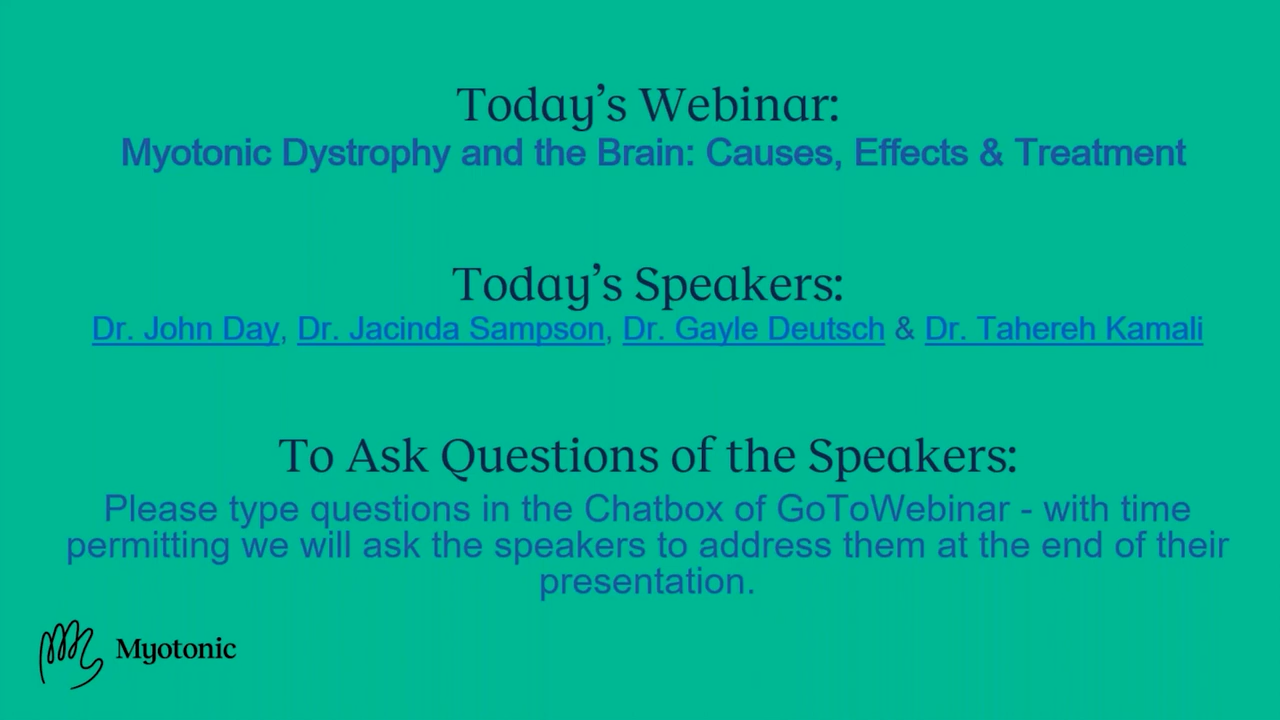 Today’s Webinar:
Myotonic Dystrophy and the Brain: Causes, Effects & Treatment
Today’s Speakers:
Dr. John Day, Dr. Jacinda Sampson, Dr. Gayle Deutsch & Dr. Tahereh Kamali
To Ask Questions of the Speakers:
Please type questions in the Chatbox of GoToWebinar - with time
permitting we will ask the speakers to address them at the end of their
presentation.
Myotonic